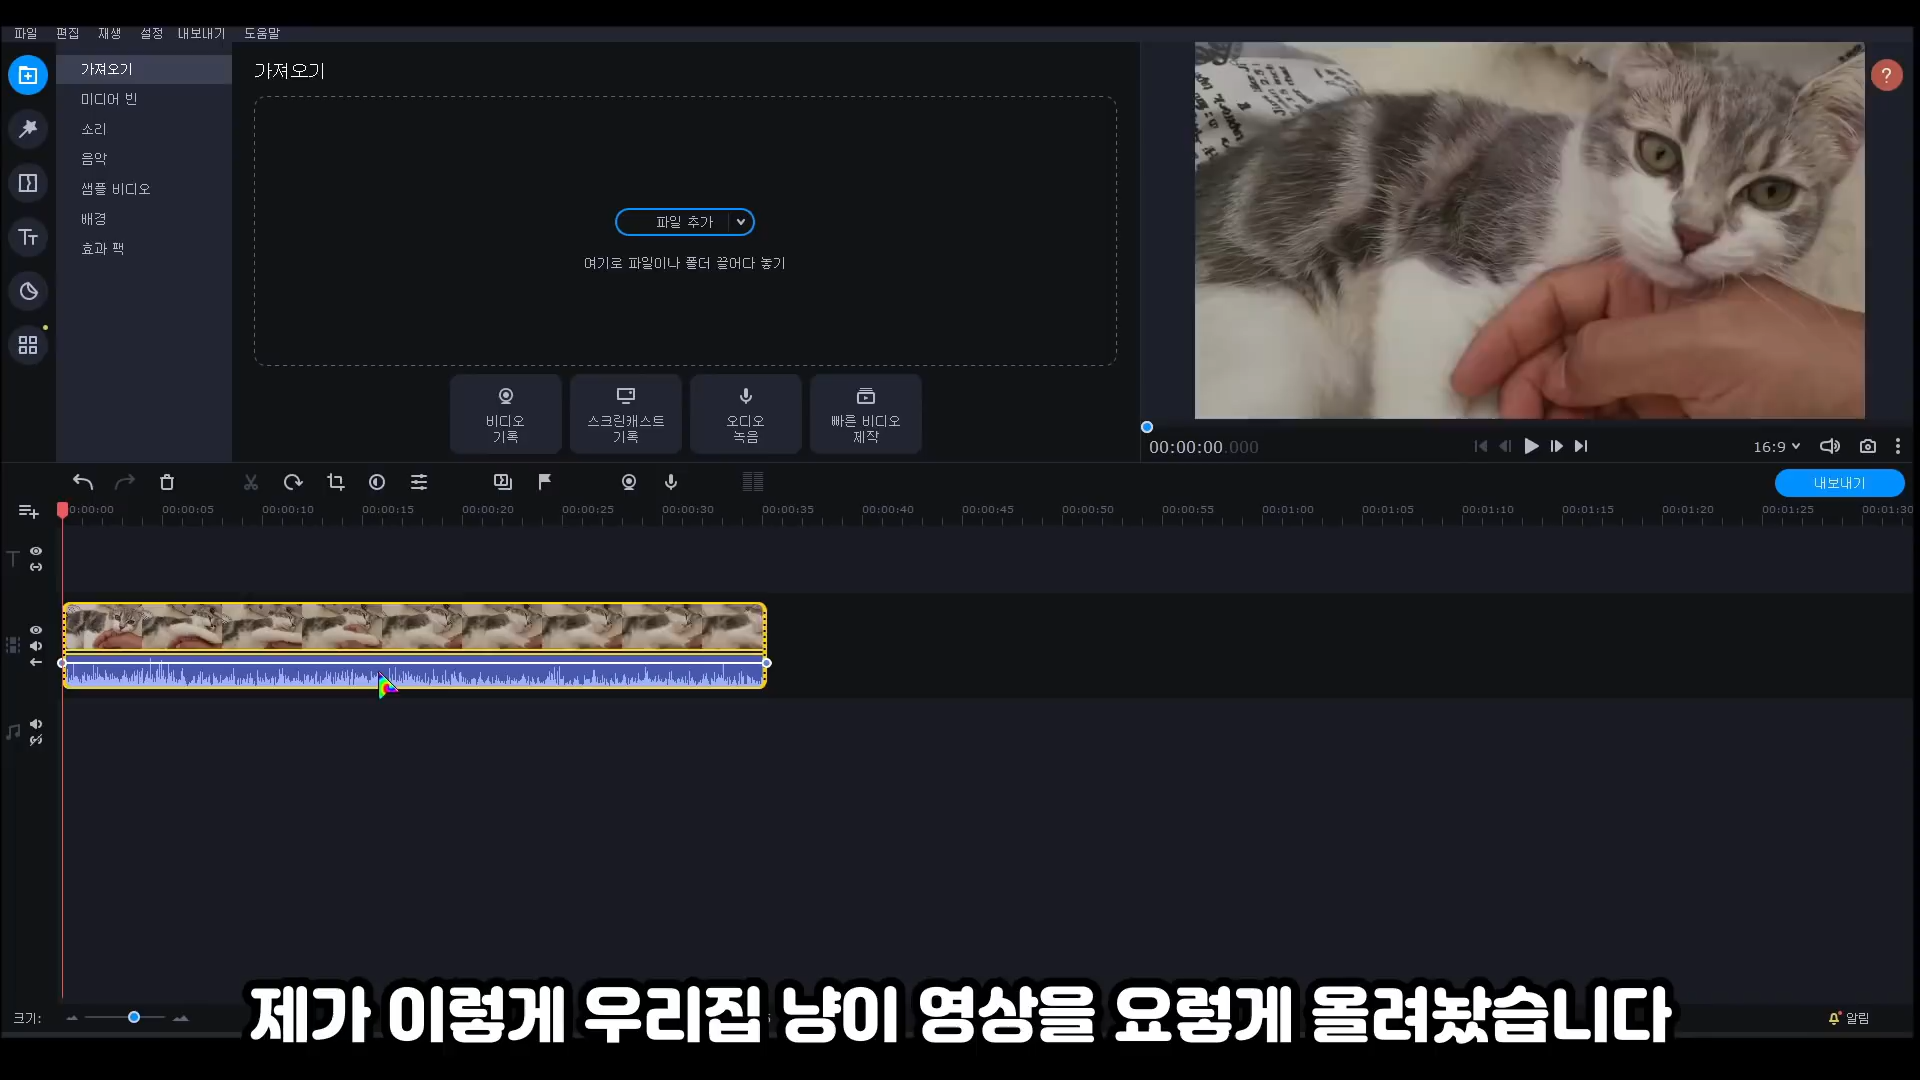 파일 편집 재생 설정 내보내기 도움말
가져오기
미디어 빈
소리
음악
샘플 비디오
배경
효과 팩
가져오기
파일 추가
여기로 파일이나 폴더 끌어다 놓기
비디오
기록
스크린캐스트
기록
오디오
녹음
빠른 비디오
제작
?
00:00:00.000
16:9
내보내기
0:00:00 00:00:05 00:00:10 00:00:15 00:00:20 00:00:25 00:00:30 00:00:35 00:00:40 00:00:45 00:00:50 00:00:55 00:01:00 00:01:05 00:01:10 00:01:15 00:01:20 00:01:25 00:01:30
크기:
알림
제가 이렇게 우리집 냥이 영상을 요렇게 올려놨습니다